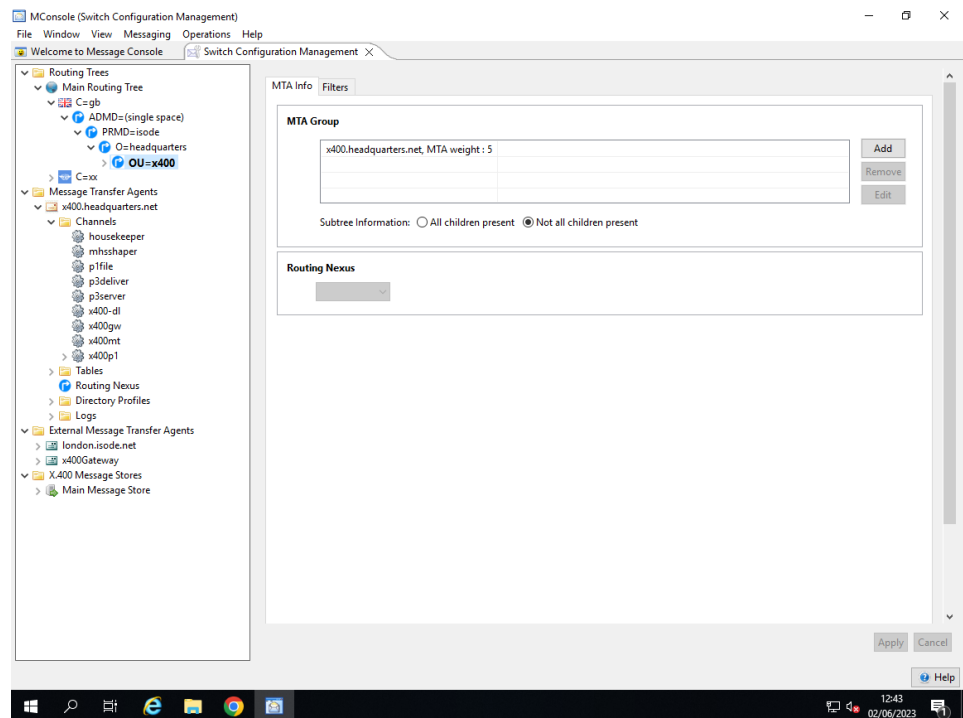 MConsole (Switch Configuration Management)
File Window View Messaging Operations Help
Welcome to Message Console
Switch Configuration Management
Routing Trees
Main Routing Tree
C=gb
ADMD=(single space)
PRMD=isode
O=headquarters
OU=x400
C=xx
Message Transfer Agents
x400.headquarters.net
Channels
housekeeper
mhsshaper
p1file
p3deliver
p3server
x400-dl
x400gw
x400mt
x400p1
Tables
Routing Nexus
Directory Profiles
Logs
External Message Transfer Agents
london.isode.net
x400Gateway
X.400 Message Stores
Main Message Store
MTA Info
Filters
MTA Group
x400.headquarters.net, MTA weight : 5
Add
Remove
Edit
Subtree Information: All children present Not all children present
Routing Nexus
Apply
Cancel
Help
12:43
02/06/2023
1